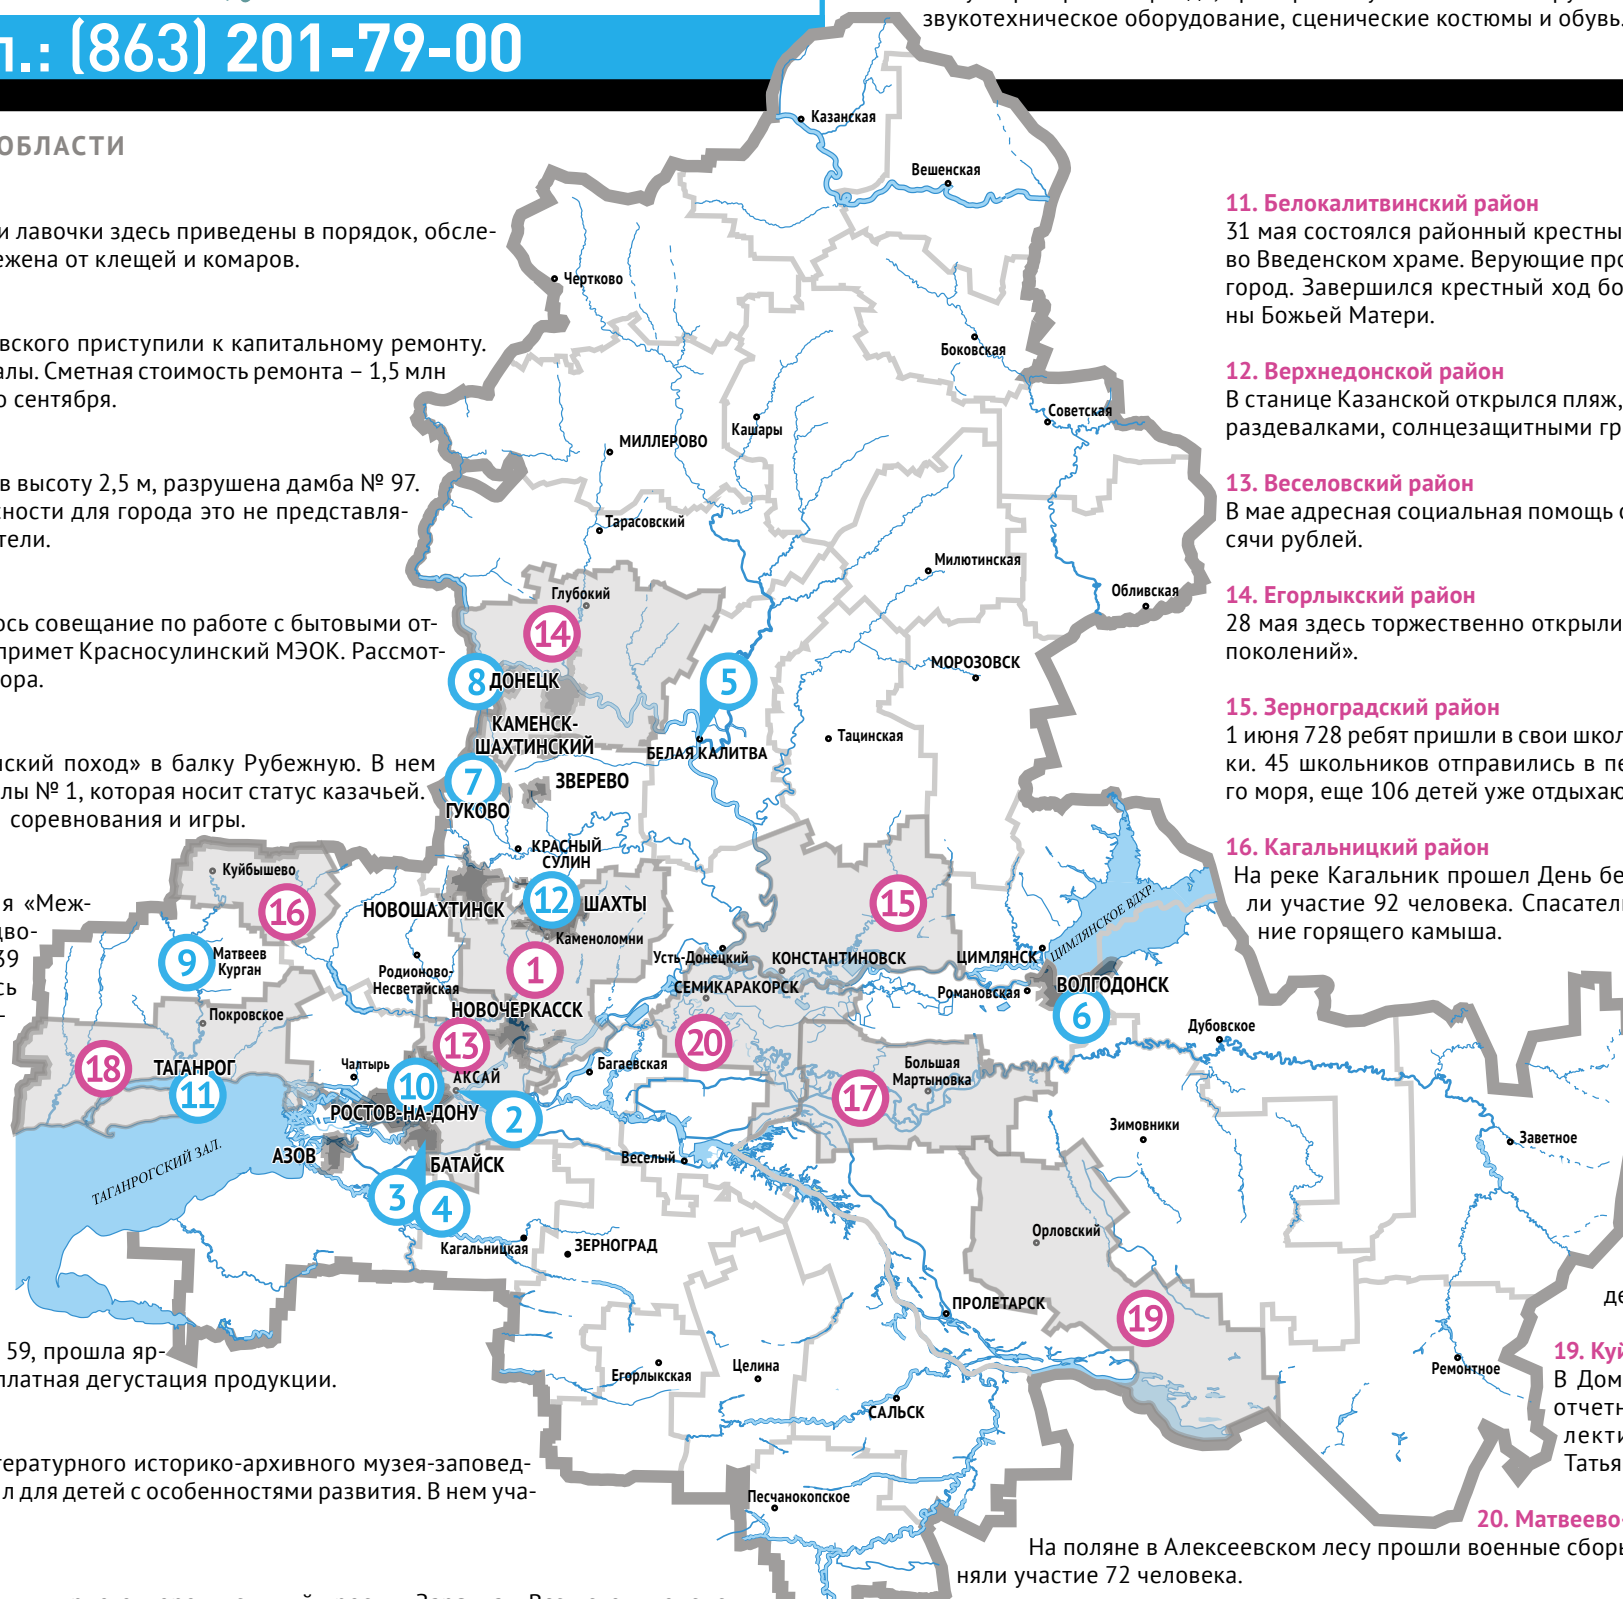 звукотехническое оборудование, сценические костюмы и обувь.
л.: (863) 201-79-00
ОБЛАСТИ
и лавочки здесь приведены в порядок, обсле-
ежена от клещей и комаров.
вского приступили к капитальному ремонту.
алы. Сметная стоимость ремонта – 1,5 млн
о сентября.
в высоту 2,5 м, разрушена дамба № 97.
сности для города это не представля-
тели.
ось совещание по работе с бытовыми от-
примет Красносулинский МЭОК. Рассмот-
ора.
ский поход» в балку Рубежную. В нем
лы № 1, которая носит статус казачьей.
соревнования и игры.
я «Меж-
дво-
39
сь
-
59, прошла яр-
платная дегустация продукции.
тературного историко-архивного музея-заповед-
л для детей с особенностями развития. В нем уча-
Казанская
Вешенская
Чертково
Боковская
Советская
Кашары
МИЛЛЕРОВО
Тарасовский
Милютинская
Обливская
Глубокий
14
8
ДОНЕЦК
5
МОРОЗОВСК
КАМЕНСК-
ШАХТИНСКИЙ
БЕЛАЯ КАЛИТВА
Тацинская
7
ЗВЕРЕВО
ГУКОВО
КРАСНЫЙ
СУЛИН
Куйбышево
16
НОВОШАХТИНСК
12
ШАХТЫ
15
Каменоломни
9
Матвеев
Курган
Родионово-
Несветайская
1
Усть-Донецкий
КОНСТАНТИНОВСК
ЦИМЛЯНСК
ЦИМЛЯНСКОЕ ВДХР.
СЕМИКАРАКОРСК
Романовская
ВОЛГОДОНСК
6
Покровское
НОВОЧЕРКАССК
13
20
Дубовское
18
ТАГАНРОГ
11
Чалтырь
10
АКСАЙ
Багаевская
Большая
Мартыновка
17
РОСТОВ-НА-ДОНУ
2
Зимовники
Заветное
АЗОВ
БАТАЙСК
Веселый
ТАГАНРОГСКИЙ ЗАЛ.
3
4
Кагальницкая
ЗЕРНОГРАД
Орловский
ПРОЛЕТАРСК
19
Егорлыкская
Целина
Ремонтное
САЛЬСК
Песчанокопское
11. Белокалитвинский район
31 мая состоялся районный крестны
во Введенском храме. Верующие про
город. Завершился крестный ход бо
ны Божьей Матери.
12. Верхнедонской район
В станице Казанской открылся пляж,
раздевалками, солнцезащитными гр
13. Веселовский район
В мае адресная социальная помощь о
сячи рублей.
14. Егорлыкский район
28 мая здесь торжественно открыли
поколений».
15. Зерноградский район
1 июня 728 ребят пришли в свои школ
ки. 45 школьников отправились в пе
го моря, еще 106 детей уже отдыхаю
16. Кагальницкий район
На реке Кагальник прошел День бе
ли участие 92 человека. Спасател
ние горящего камыша.
де
19. Куй
В Дом
отчетн
лекти
Татья
20. Матвеево-
На поляне в Алексеевском лесу прошли военные сборы
няли участие 72 человека.